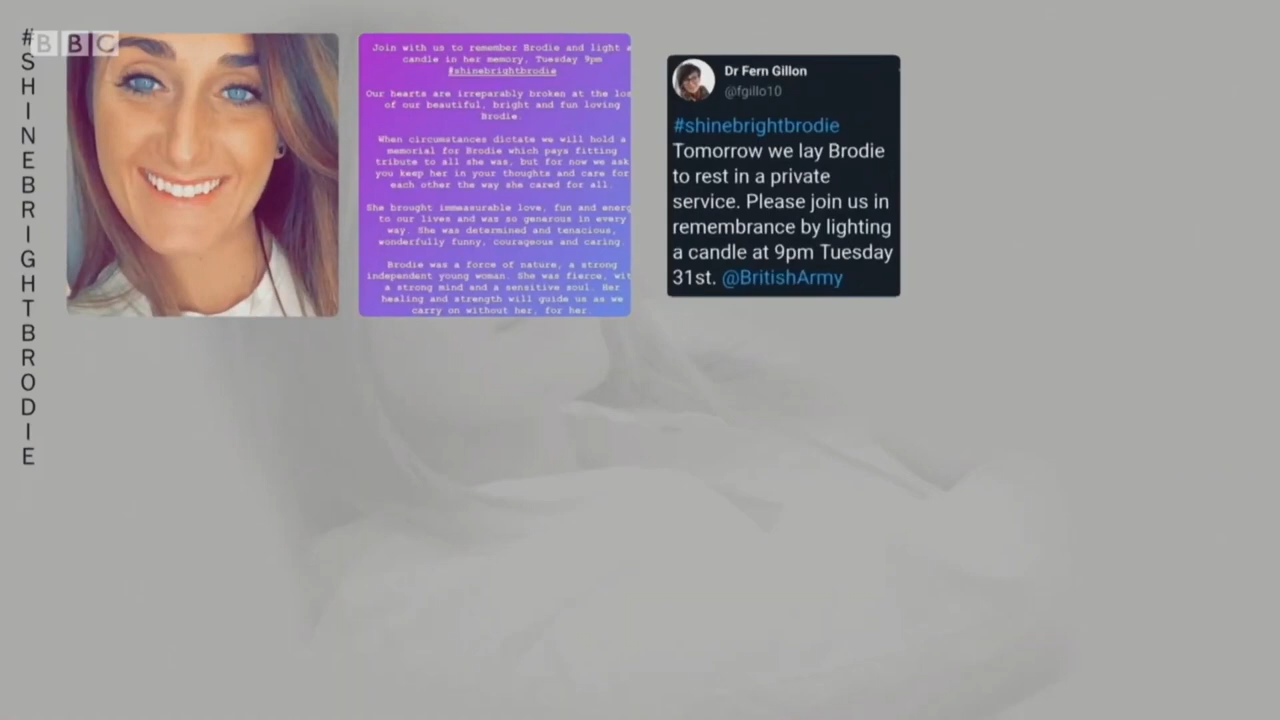 #SHINEBRIGHTBRODIE
BBC
Join with us to remember Brodie and light a
candle in her memory, Tuesday 9pm
#shinebrightbrodie
Our hearts are irreparably broken at the los
of our beautiful, bright and fun loving
Brodie.
When circumstances dictate we will hold a
memorial for Brodie which pays fitting
tribute to all she was, but for now we ask
you keep her in your thoughts and care for
each other the way she cared for all.
She brought immeasurable love, fun and energ
to our lives and was so generous in every
way. She was determined and tenacious,
wonderfully funny, courageous and caring.
Brodie was a force of nature, a strong
independent young woman. She was fierce, wit
a strong mind and a sensitive soul. Her
healing and strength will guide us as we
carry on without her, for her.
Dr Fern Gillon
@fgillo10
#shinebrightbrodie
Tomorrow we lay Brodie
to rest in a private
service. Please join us in
remembrance by lighting
a candle at 9pm Tuesday
31st. @BritishArmy